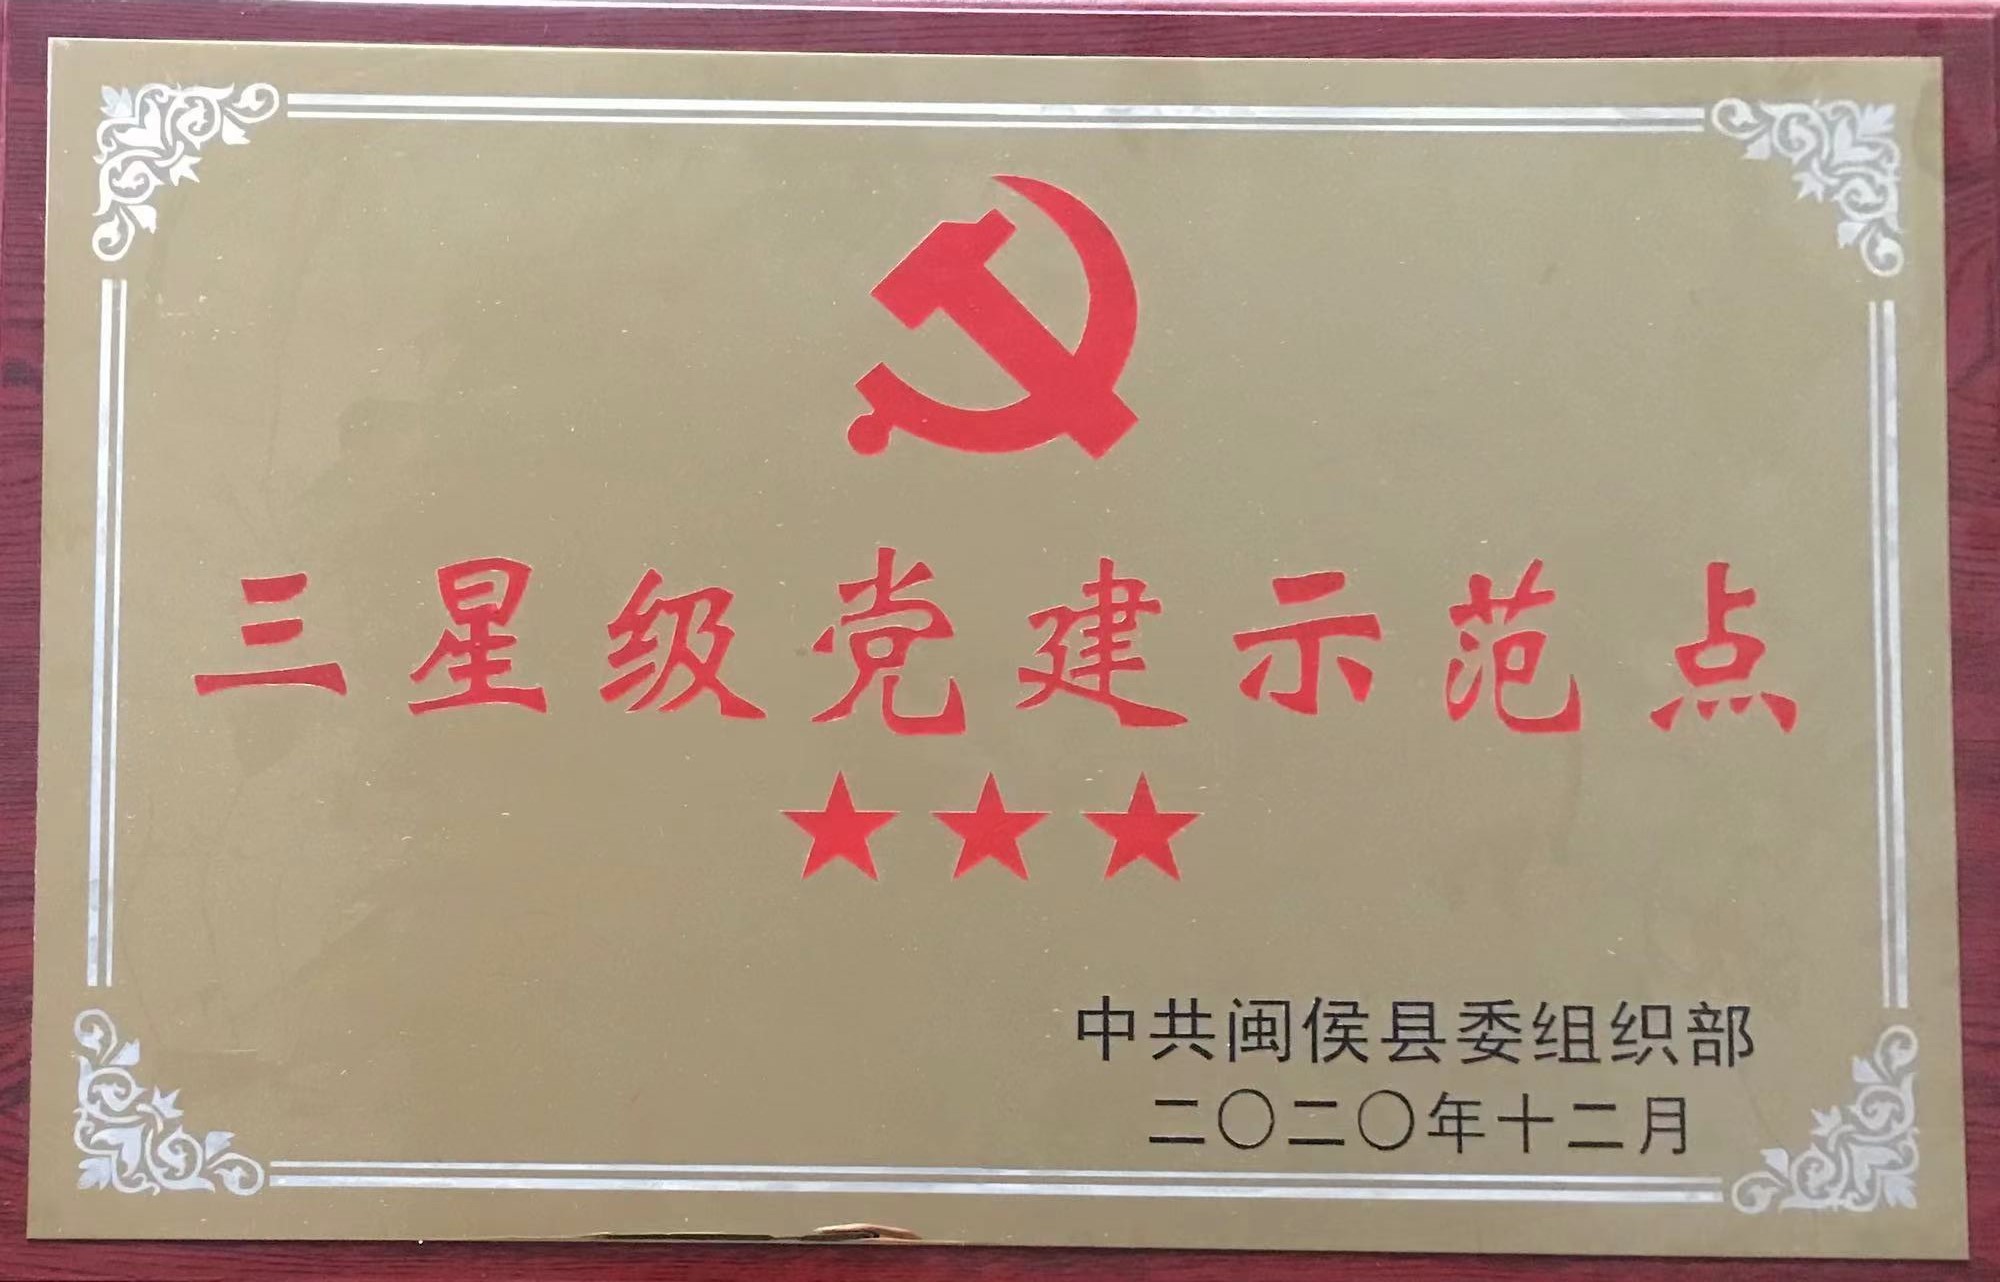 三星级党建示范点
中共闽侯县委组织部
二〇二〇年十二月